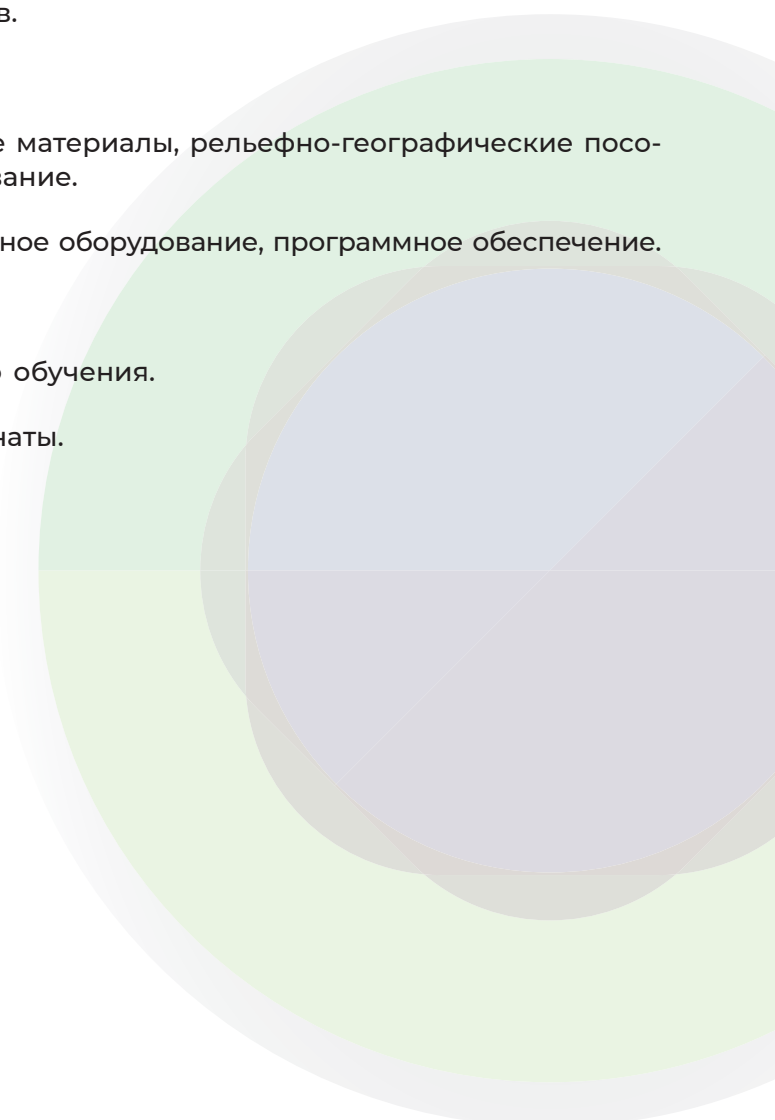 в.
е материалы, рельефно-географические посо-
вание.
ное оборудование, программное обеспечение.
о обучения.
наты.